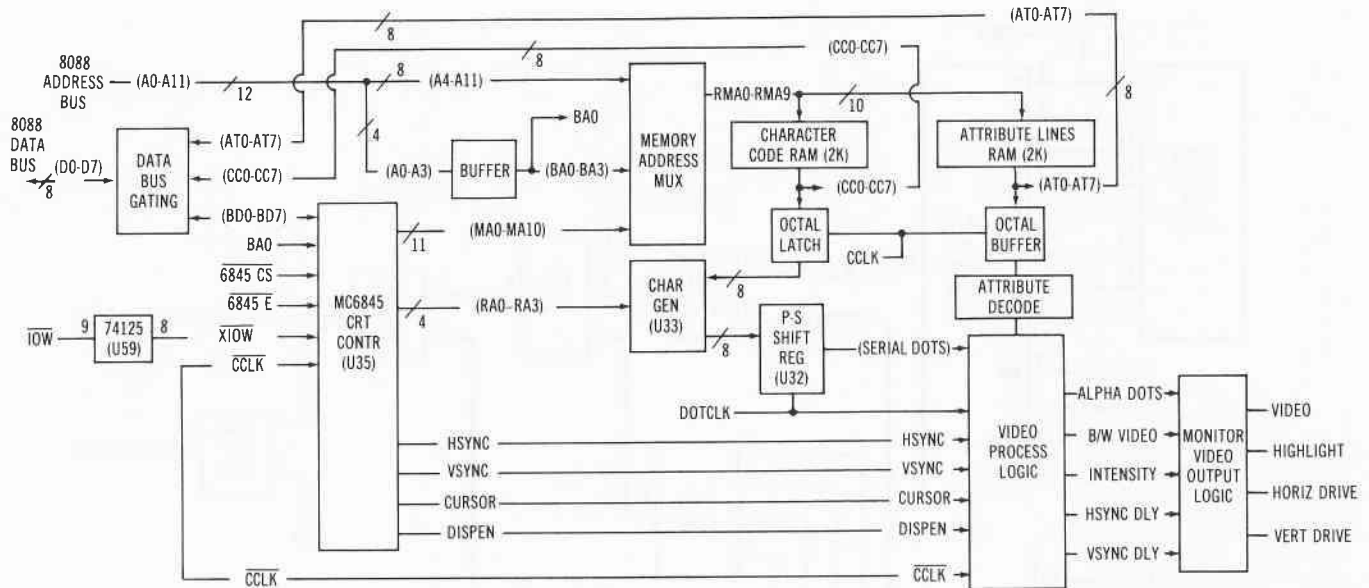 (AT0-AT7)
8
(CC0-CC7)
8
8088
ADDRESS
BUS
(A0-A11)
12
8
(A4-A11)
8
4
8088
DATA
BUS
(D0-D7)
8
DATA
BUS
GATING
(AT0-AT7)
(CC0-CC7)
(BD0-BD7)
(A0-A3)
BUFFER
BA0
(BA0-BA3)
MEMORY
ADDRESS
MUX
RMA0-RMA9
10
CHARACTER
CODE RAM (2K)
ATTRIBUTE LINES
RAM (2K)
(CC0-CC7)
(AT0-AT7)
OCTAL
LATCH
OCTAL
BUFFER
CCLK
ATTRIBUTE
DECODE
BA0
6845 CS
6845 E
IOW
9
74125
(U59)
8
XIOW
CCLK
MC6845
CRT
CONTR
(U35)
11
(MA0-MA10)
4
(RA0-RA3)
CHAR
GEN
(U33)
8
8
P-S
SHIFT
REG
(U32)
(SERIAL DOTS)
DOTCLK
HSYNC
HSYNC
VSYNC
VSYNC
CURSOR
CURSOR
DISPEN
DISPEN
CCLK
CCLK
VIDEO
PROCESS
LOGIC
ALPHA DOTS
B/W VIDEO
INTENSITY
HSYNC DLY
VSYNC DLY
MONITOR
VIDEO
OUTPUT
LOGIC
VIDEO
HIGHLIGHT
HORIZ DRIVE
VERT DRIVE